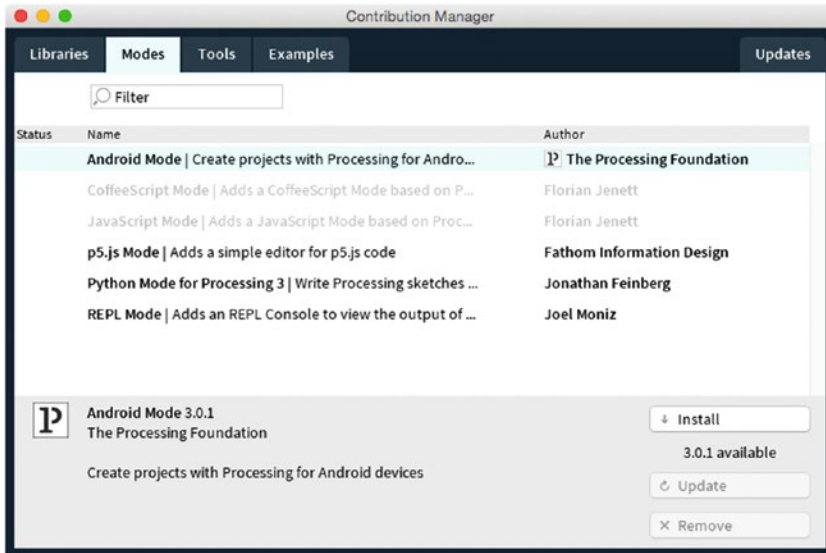 Contribution Manager
Libraries Modes Tools Examples Updates
Filter
Status Name Author
Android Mode | Create projects with Processing for Andro... The Processing Foundation
CoffeeScript Mode | Adds a CoffeeScript Mode based on P... Florian Jenett
JavaScript Mode | Adds a JavaScript Mode based on Proc... Florian Jenett
p5.js Mode | Adds a simple editor for p5.js code Fathom Information Design
Python Mode for Processing 3 | Write Processing sketches ... Jonathan Feinberg
REPL Mode | Adds an REPL Console to view the output of ... Joel Moniz
Android Mode 3.0.1
The Processing Foundation
Create projects with Processing for Android devices
Install
3.0.1 available
Update
Remove